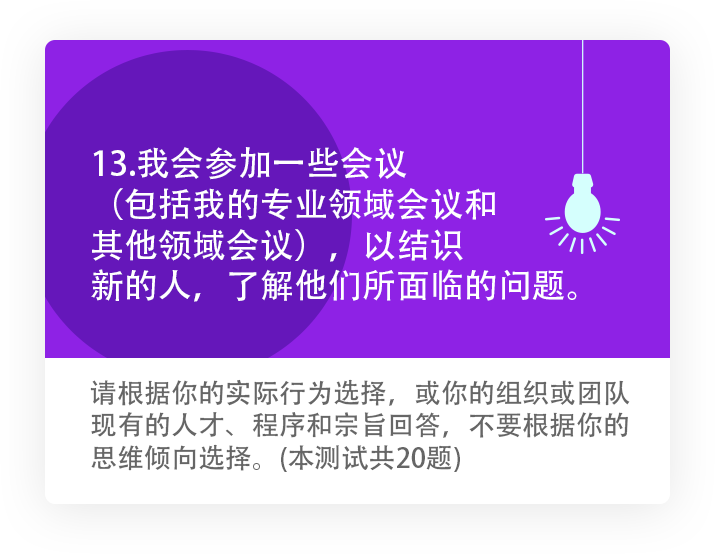 13.我会参加一些会议
（包括我的专业领域会议和
其他领域会议），以结识
新的人，了解他们所面临的问题。
请根据你的实际行为选择，或你的组织或团队
现有的人才、程序和宗旨回答，不要根据你的
思维倾向选择。(本测试共20题)